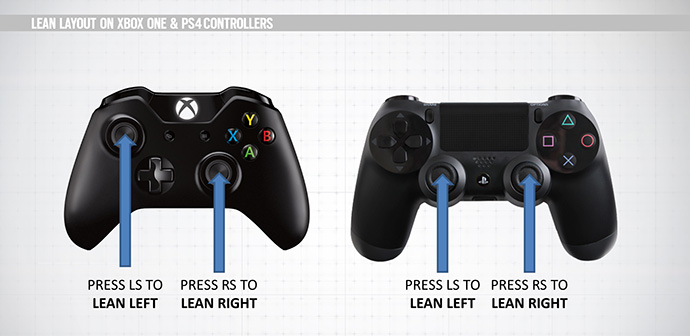 LEAN LAYOUT ON XBOX ONE & PS4 CONTROLLERS
Y
X B
A
PRESS LS TO
LEAN LEFT
PRESS RS TO
LEAN RIGHT
PRESS LS TO
LEAN LEFT
PRESS RS TO
LEAN RIGHT